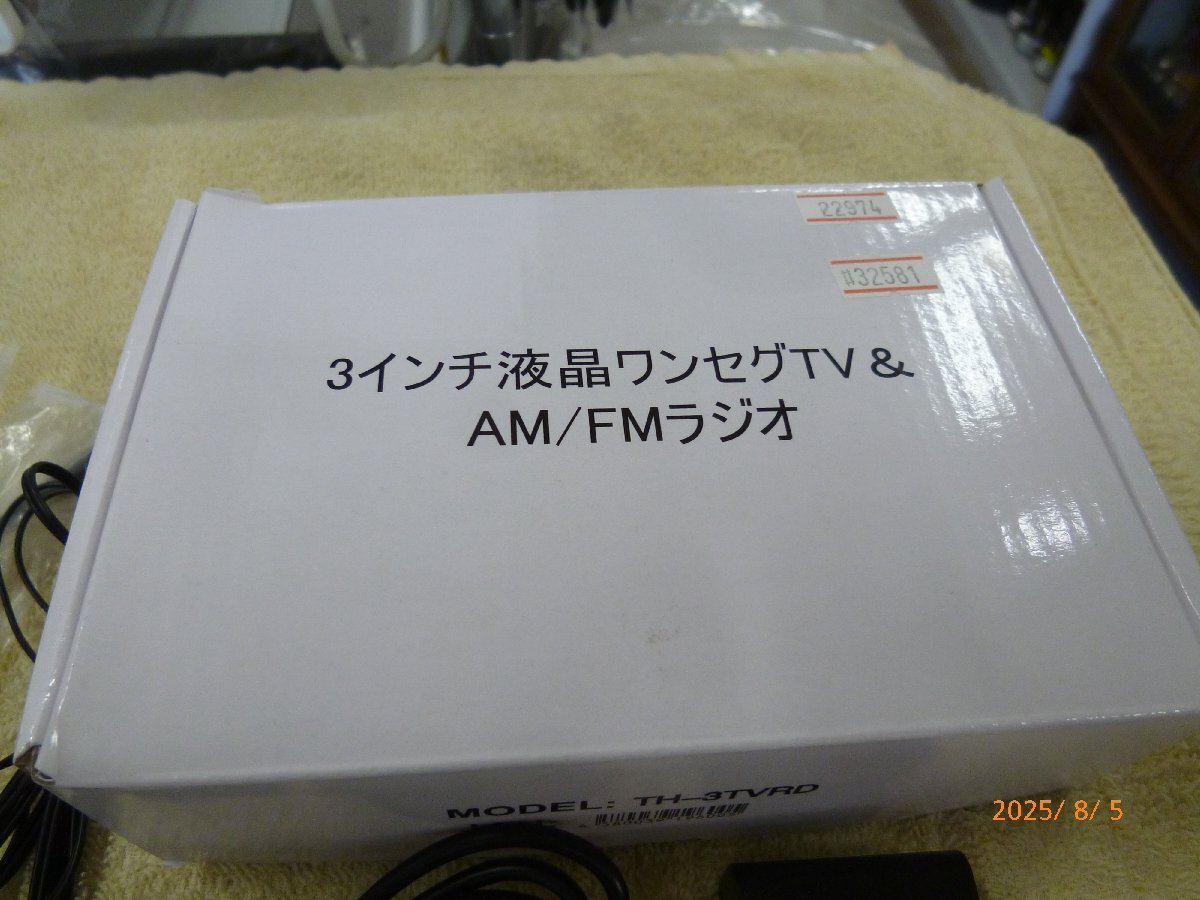 22974
#32581
3インチ液晶ワンセグTV&
AM/FMラジオ
MODEL: TH-3TVRD
2025/ 8/ 5